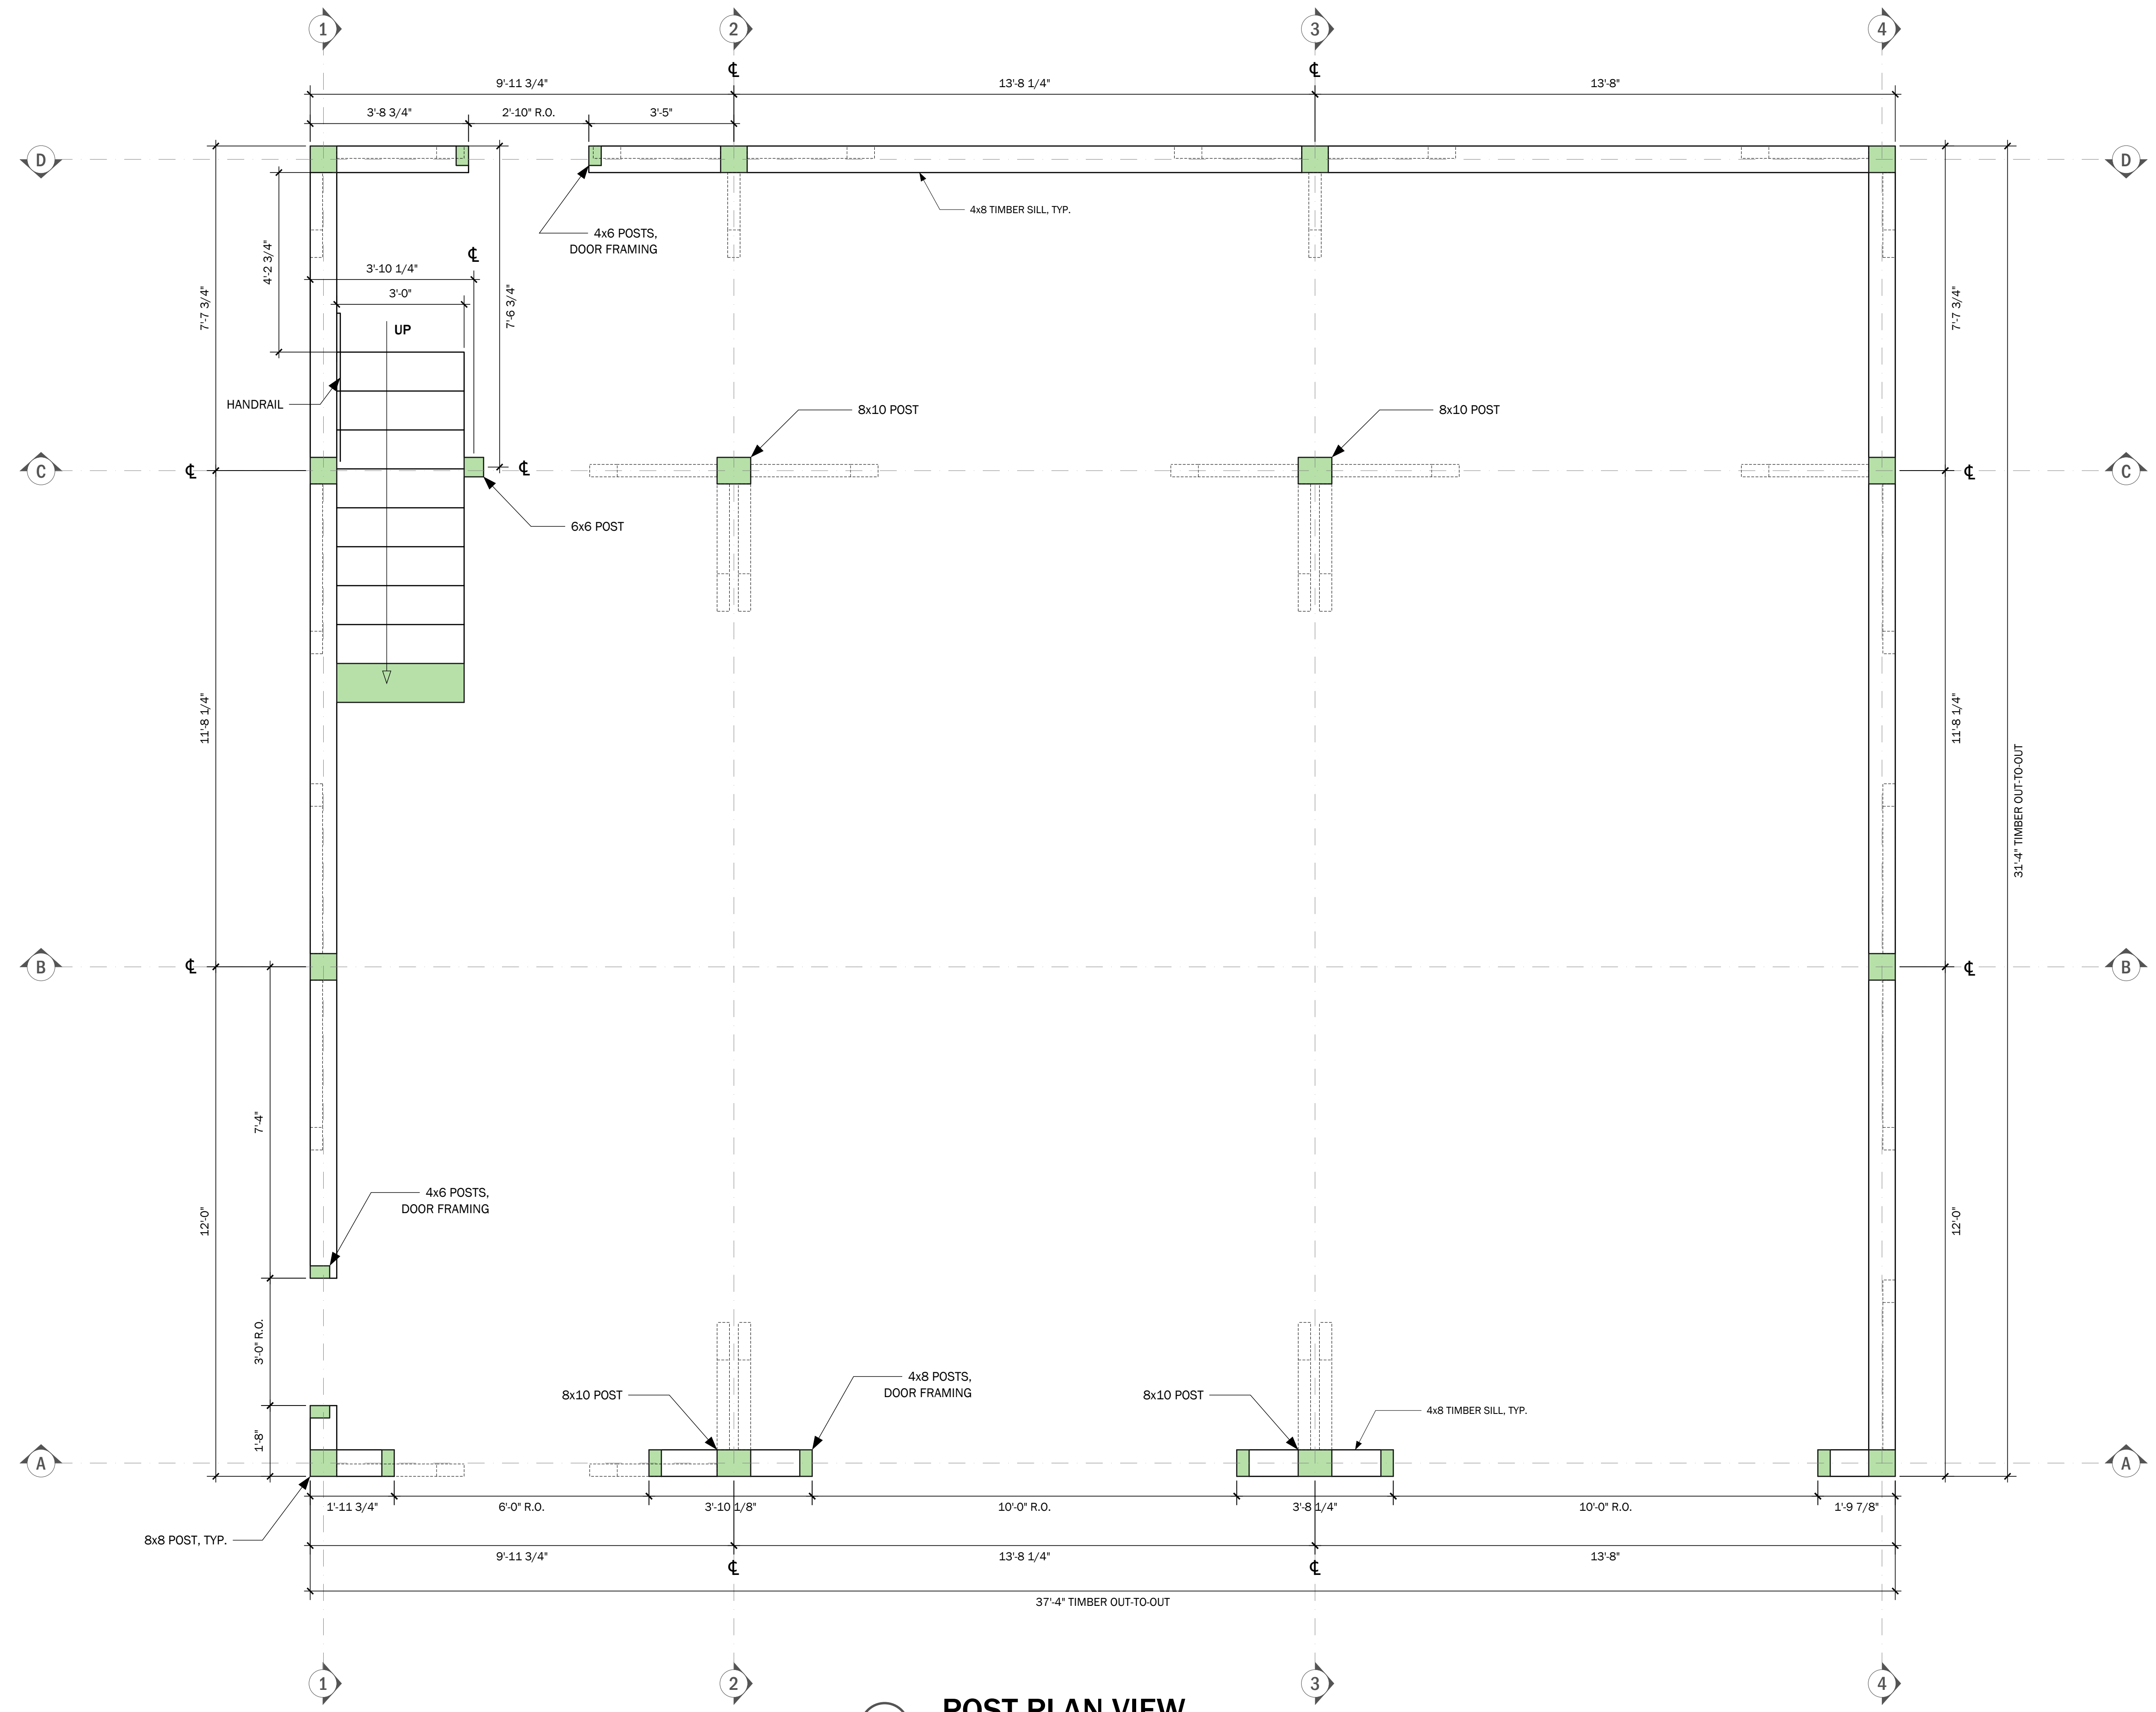 1
2
3
4
℄
℄
9'-11 3/4"
13'-8 1/4"
13'-8"
3'-8 3/4"
2'-10" R.O.
3'-5"
D
D
4x8 TIMBER SILL, TYP.
4x6 POSTS,
DOOR FRAMING
℄
4'-2 3/4"
3'-10 1/4"
3'-0"
7'-7 3/4"
7'-6 3/4"
7'-7 3/4"
UP
HANDRAIL
8x10 POST
8x10 POST
C
℄
℄
℄
C
6x6 POST
11'-8 1/4"
11'-8 1/4"
31'-4" TIMBER OUT-TO-OUT
B
℄
℄
B
7'-4"
4x6 POSTS,
DOOR FRAMING
12'-0"
12'-0"
3'-0" R.O.
4x8 POSTS,
DOOR FRAMING
8x10 POST
8x10 POST
4x8 TIMBER SILL, TYP.
1'-8"
A
A
1'-11 3/4"
6'-0" R.O.
3'-10 1/8"
10'-0" R.O.
3'-8 1/4"
10'-0" R.O.
1'-9 7/8"
8x8 POST, TYP.
9'-11 3/4"
13'-8 1/4"
13'-8"
℄
℄
37'-4" TIMBER OUT-TO-OUT
1
2
3
4
POST PLAN VIEW